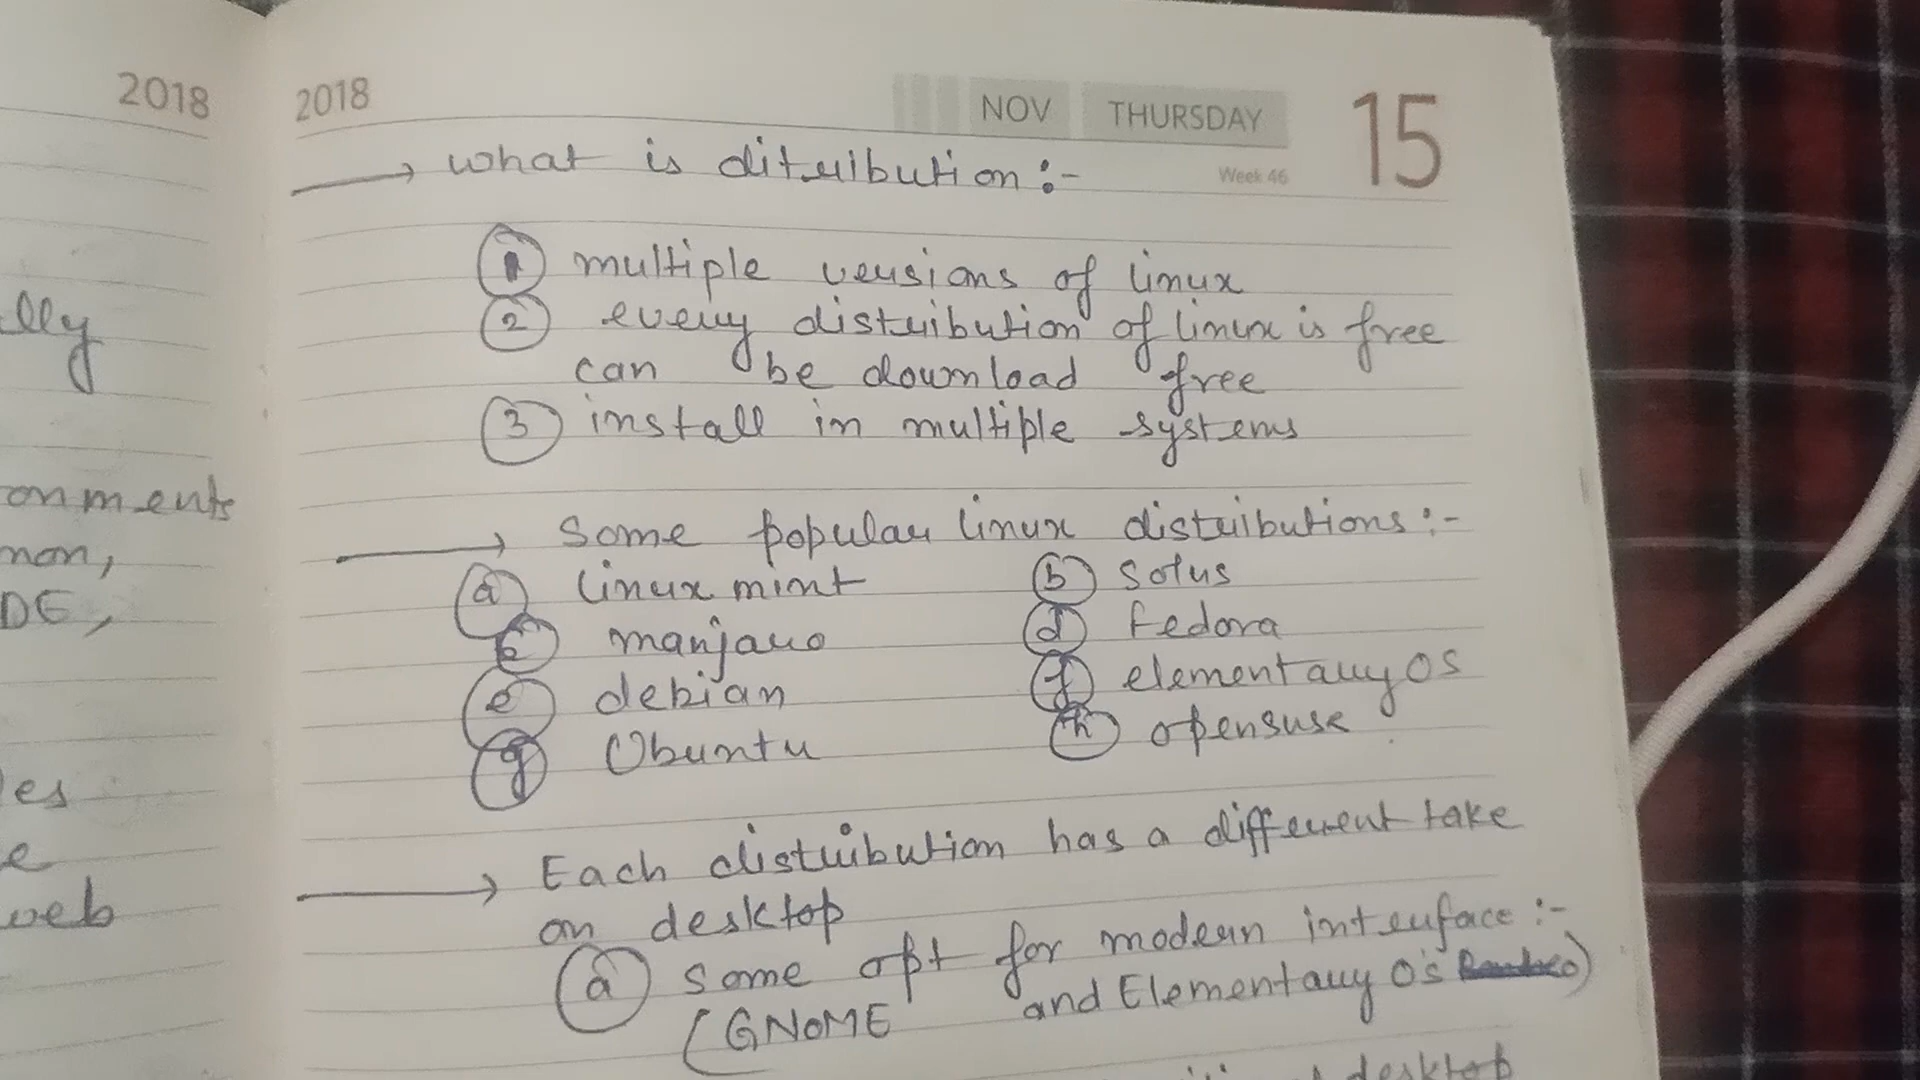 2018
lly
onments
mon,
DE,
es
e
web
2018 NOV THURSDAY 15
Week 46
→ what is ditribution :-
1 multiple versions of linux
2 every distribution of linux is free
can be download free
3 install in multiple systems
→ Some popular linux distributions :-
a linux mint b solus
c manjaro d Fedora
e debian f elementary OS
g Ubuntu h opensuse
→ Each distribution has a different take
on desktop
a some opt for modern interface :-
(GNOME and Elementary O's )
desktop